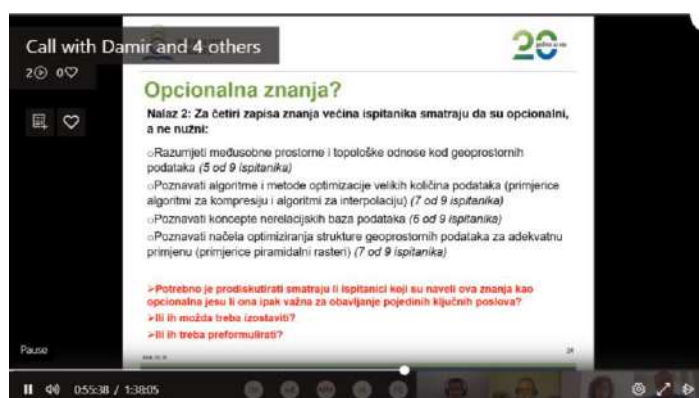 Call with Damir and 4 others
2 0
20
Opcionalna znanja?
Nalaz 2: Za četiri zapisa znanja većina ispitanika smatraju da su opcionalni,
a ne nužni:
○Razumjeti međusobne prostorne i topološke odnose kod geoprostornih
podataka (5 od 9 ispitanika)
○Poznavati algoritme i metode optimizacije velikih količina podataka (primjerice
algoritmi za kompresiju i algoritmi za interpolaciju) (7 od 9 ispitanika)
○Poznavati koncepte nerelacijskih baza podataka (6 od 9 ispitanika)
○Poznavati načela optimiziranja strukture geoprostornih podataka za adekvatnu
primjenu (primjerice piramidalni rasteri) (7 od 9 ispitanika)
➢Potrebno je prodiskutirati smatraju li ispitanici koji su naveli ova znanja kao
opcionalna jesu li ona ipak važna za obavljanje pojedinih ključnih poslova?
➢Ili ih možda treba izostaviti?
➢Ili ih treba preformulirati?
Pause
0:55:38 / 1:38:05